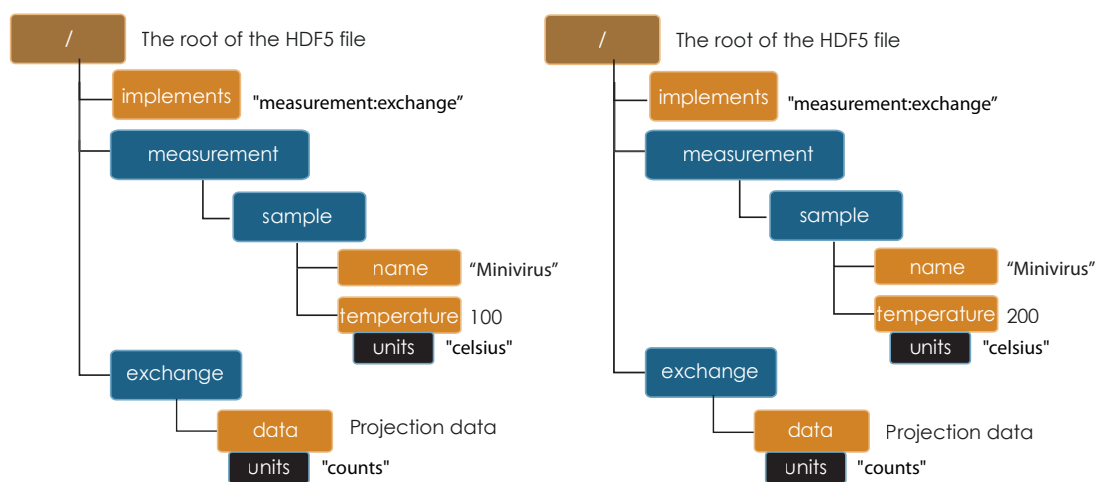 / The root of the HDF5 file
implements "measurement:exchange”
measurement
sample
name “Minivirus”
temperature 100
units "celsius"
exchange
data Projection data
units "counts"
/ The root of the HDF5 file
implements "measurement:exchange”
measurement
sample
name “Minivirus”
temperature 200
units "celsius"
exchange
data Projection data
units "counts"